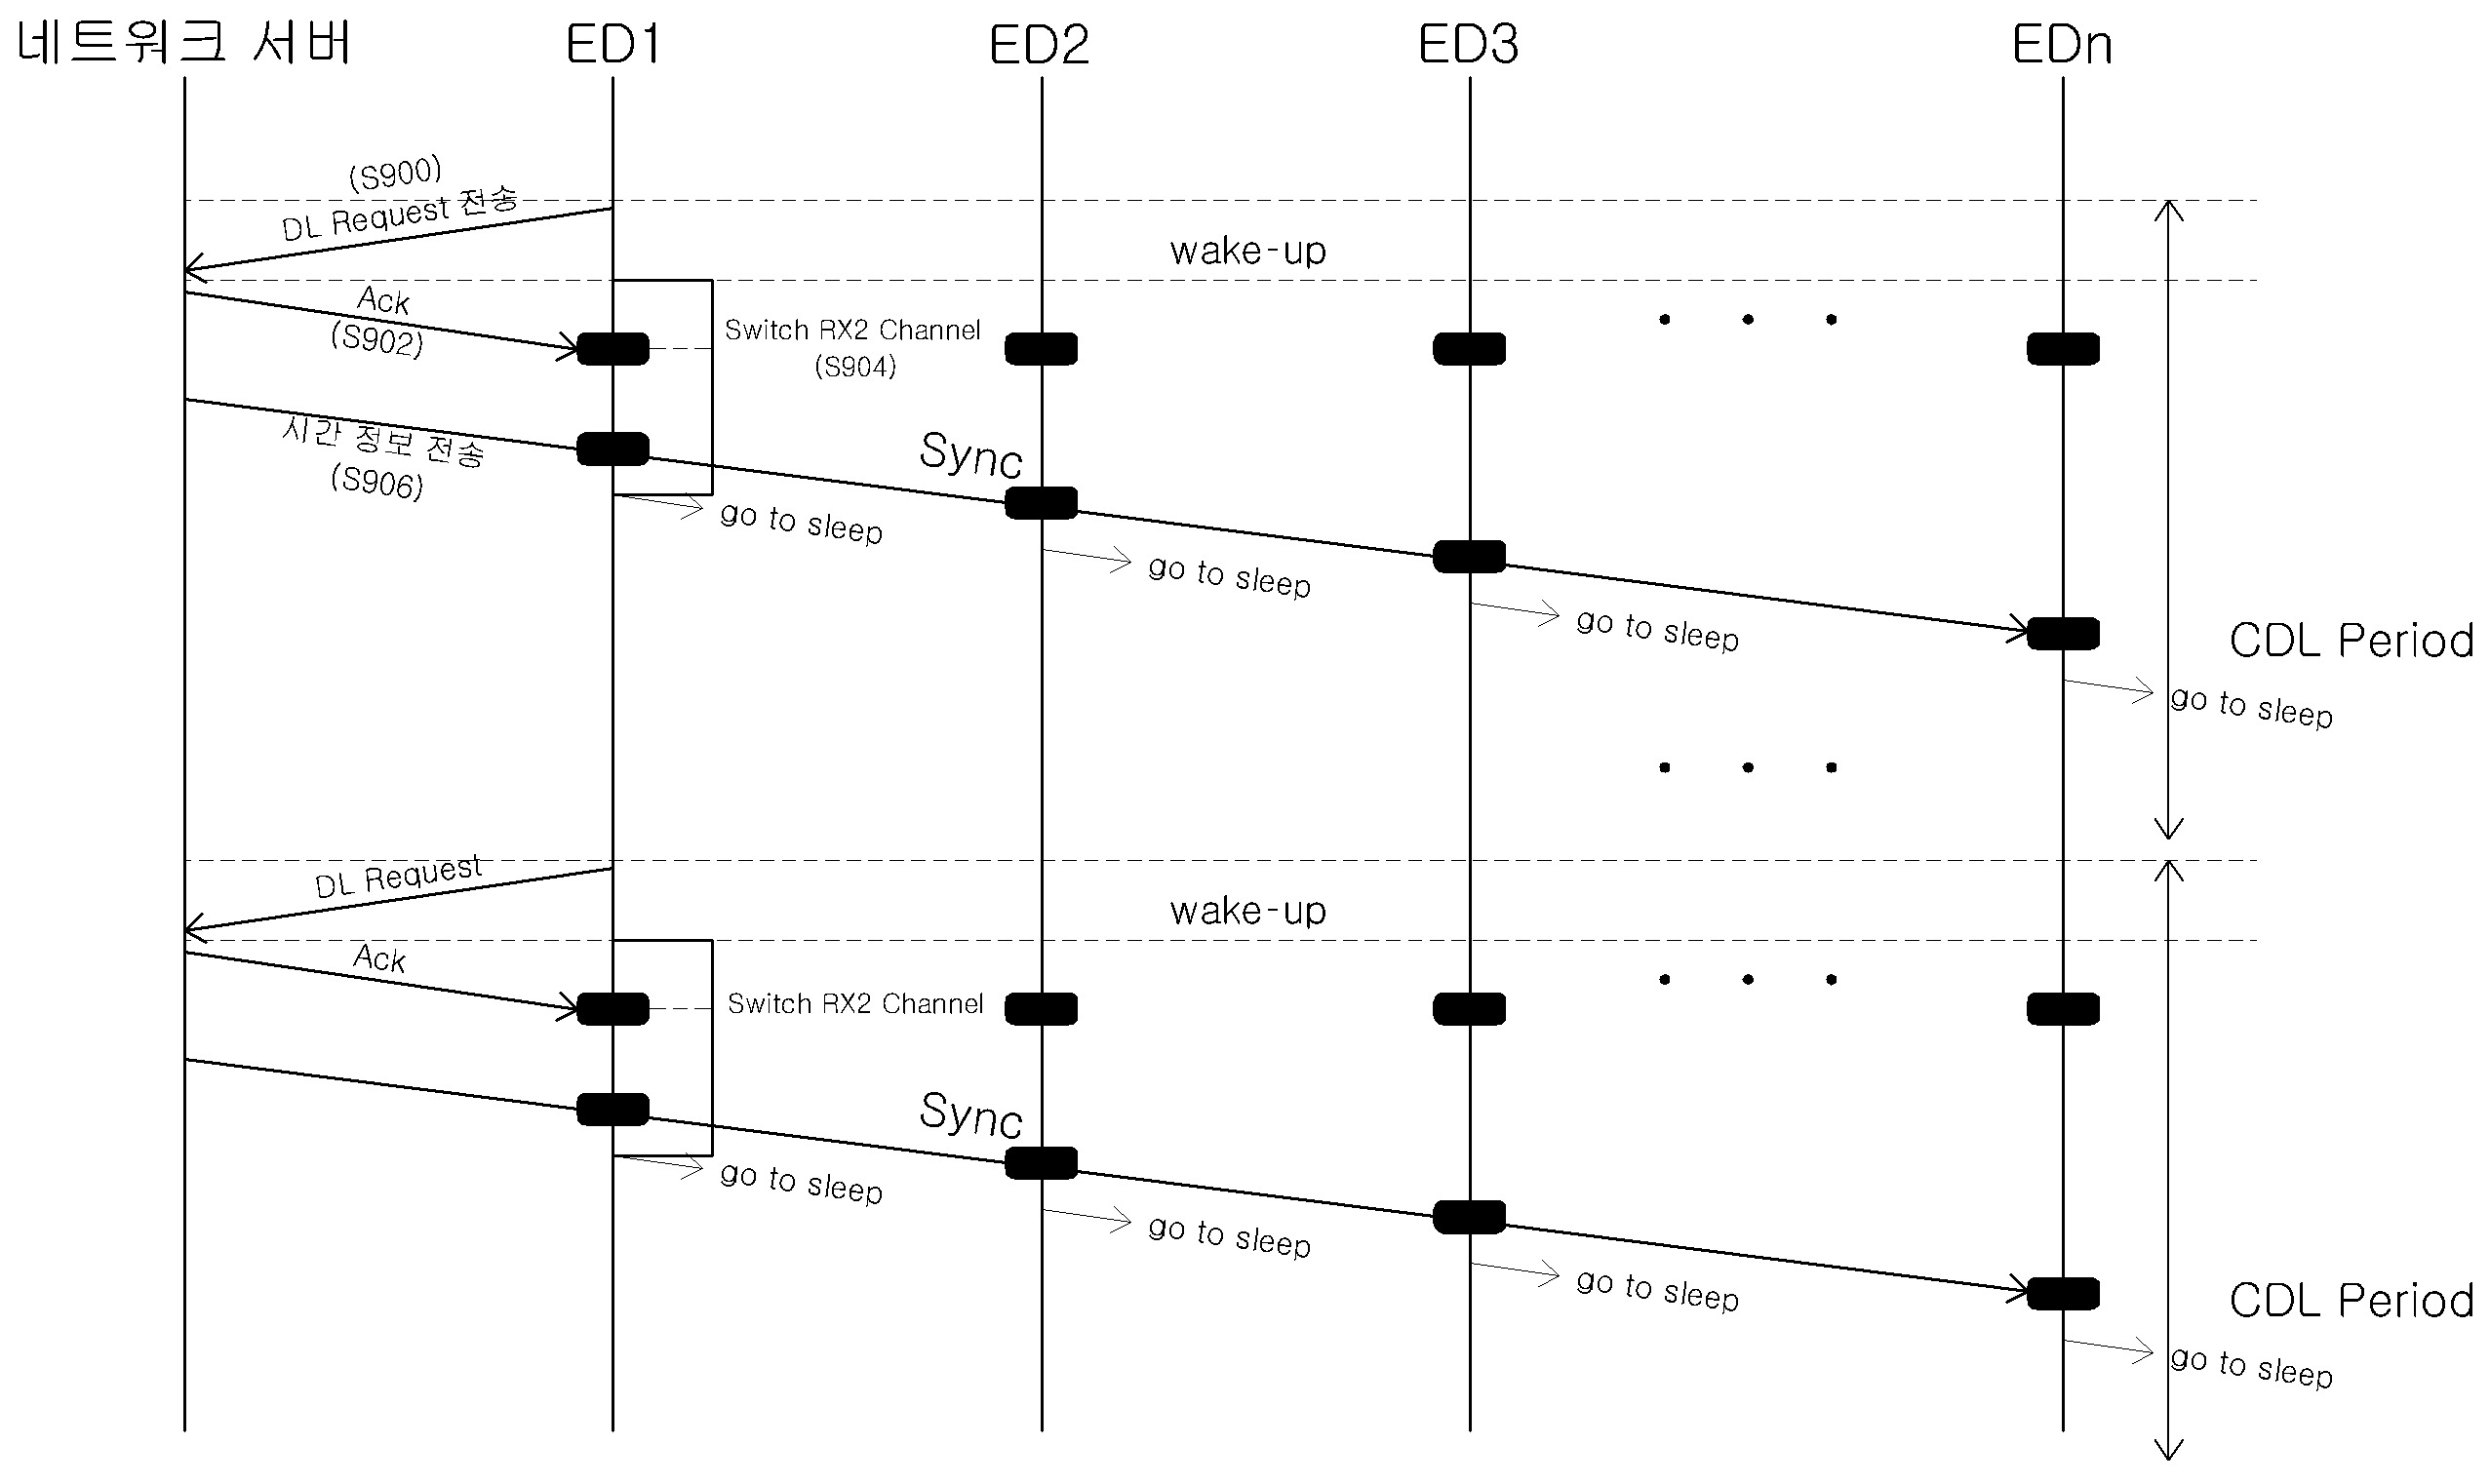 네트워크 서버
ED1
ED2
ED3
EDn
(S900)
DL Request 전송
wake-up
Ack
(S902)
Switch RX2 Channel
(S904)
시간 정보 전송
(S906)
Sync
go to sleep
go to sleep
go to sleep
CDL Period
go to sleep
DL Request
wake-up
Ack
Switch RX2 Channel
Sync
go to sleep
go to sleep
go to sleep
CDL Period
go to sleep